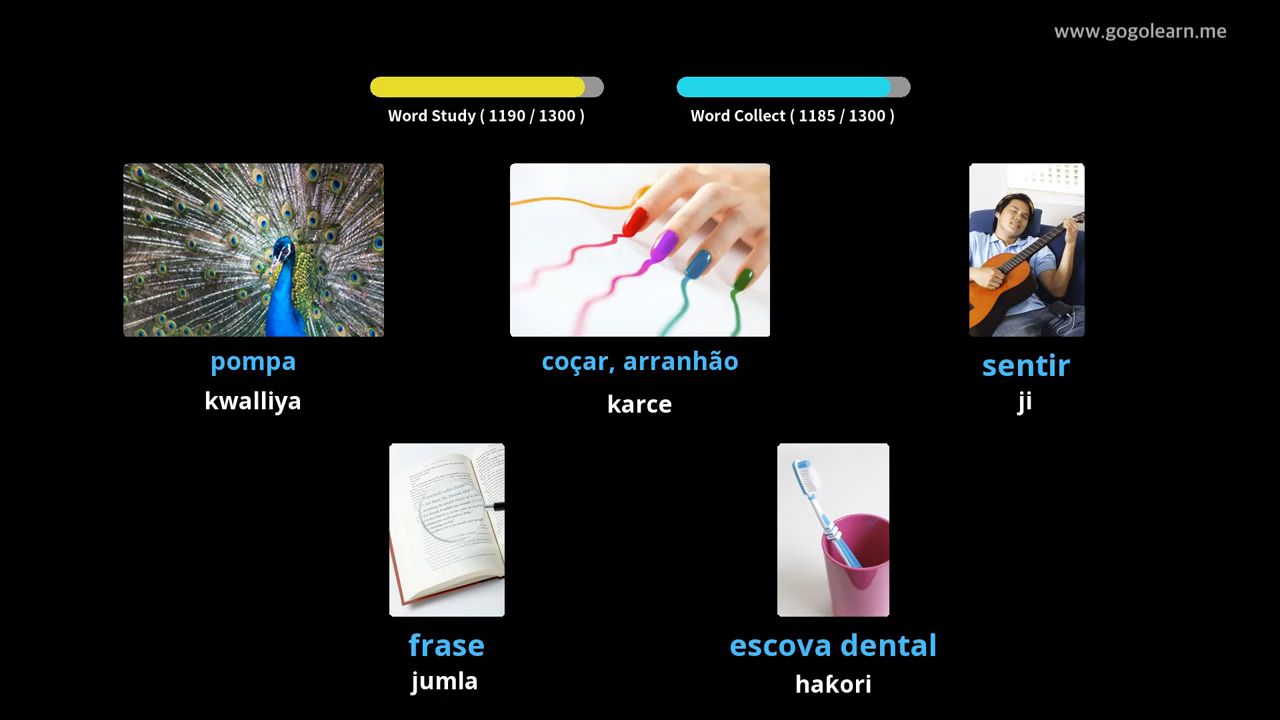 www.gogolearn.me
Word Study ( 1190 / 1300 )
Word Collect ( 1185 / 1300 )
pompa
kwalliya
coçar, arranhão
karce
sentir
ji
frase
jumla
escova dental
haƙori